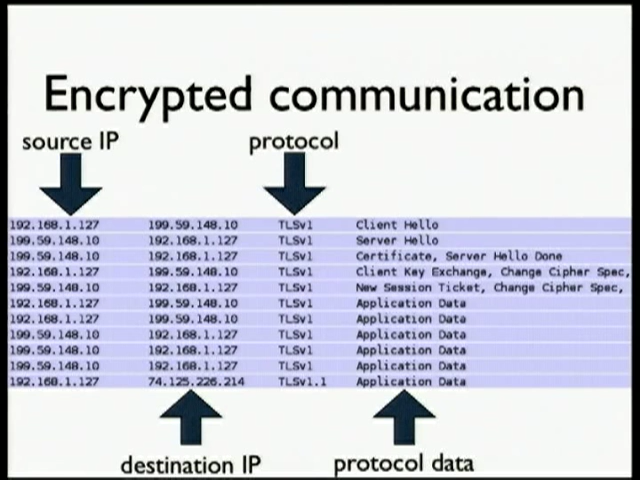 Encrypted communication
source IP protocol
192.168.1.127 199.59.148.10 TLSv1 Client Hello
199.59.148.10 192.168.1.127 TLSv1 Server Hello
199.59.148.10 192.168.1.127 TLSv1 Certificate, Server Hello Done
192.168.1.127 199.59.148.10 TLSv1 Client Key Exchange, Change Cipher Spec,
199.59.148.10 192.168.1.127 TLSv1 New Session Ticket, Change Cipher Spec,
192.168.1.127 199.59.148.10 TLSv1 Application Data
192.168.1.127 199.59.148.10 TLSv1 Application Data
199.59.148.10 192.168.1.127 TLSv1 Application Data
199.59.148.10 192.168.1.127 TLSv1 Application Data
199.59.148.10 192.168.1.127 TLSv1 Application Data
192.168.1.127 74.125.226.214 TLSv1.1 Application Data
destination IP protocol data